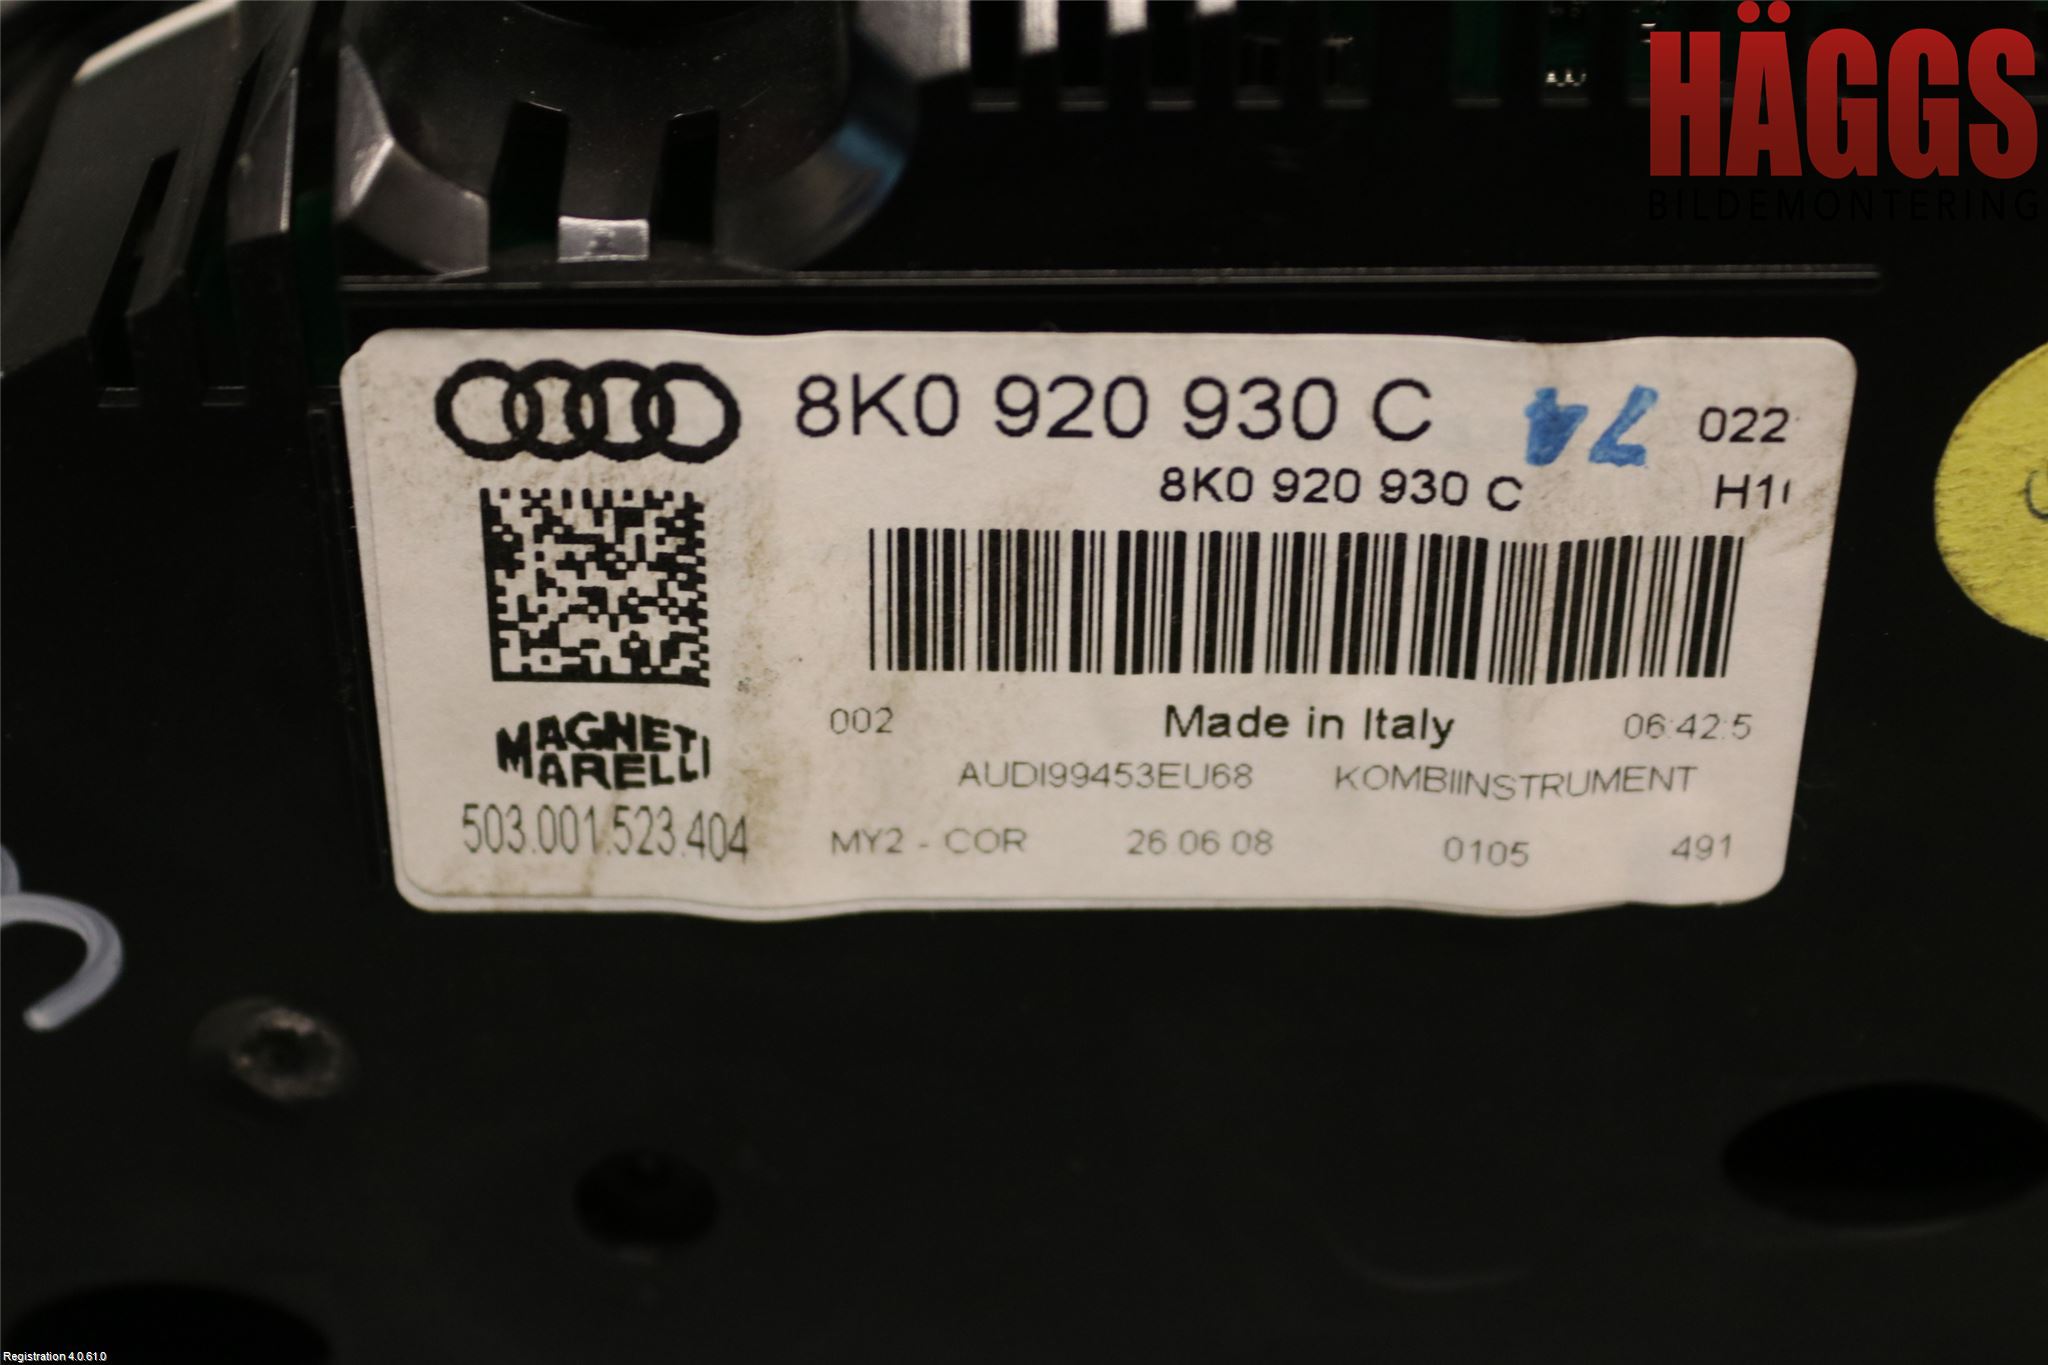 HÄGGS
BILDEMONTERING
8K0 920 930 C 74 022
8K0 920 930 C H1
002 Made in Italy 06:42:5
MAGNETI
MARELLI
AUDI99453EU68 KOMBIINSTRUMENT
503.001.523.404
MY2 - COR 26 06 08 0105 491
Registration 4.0.61.0